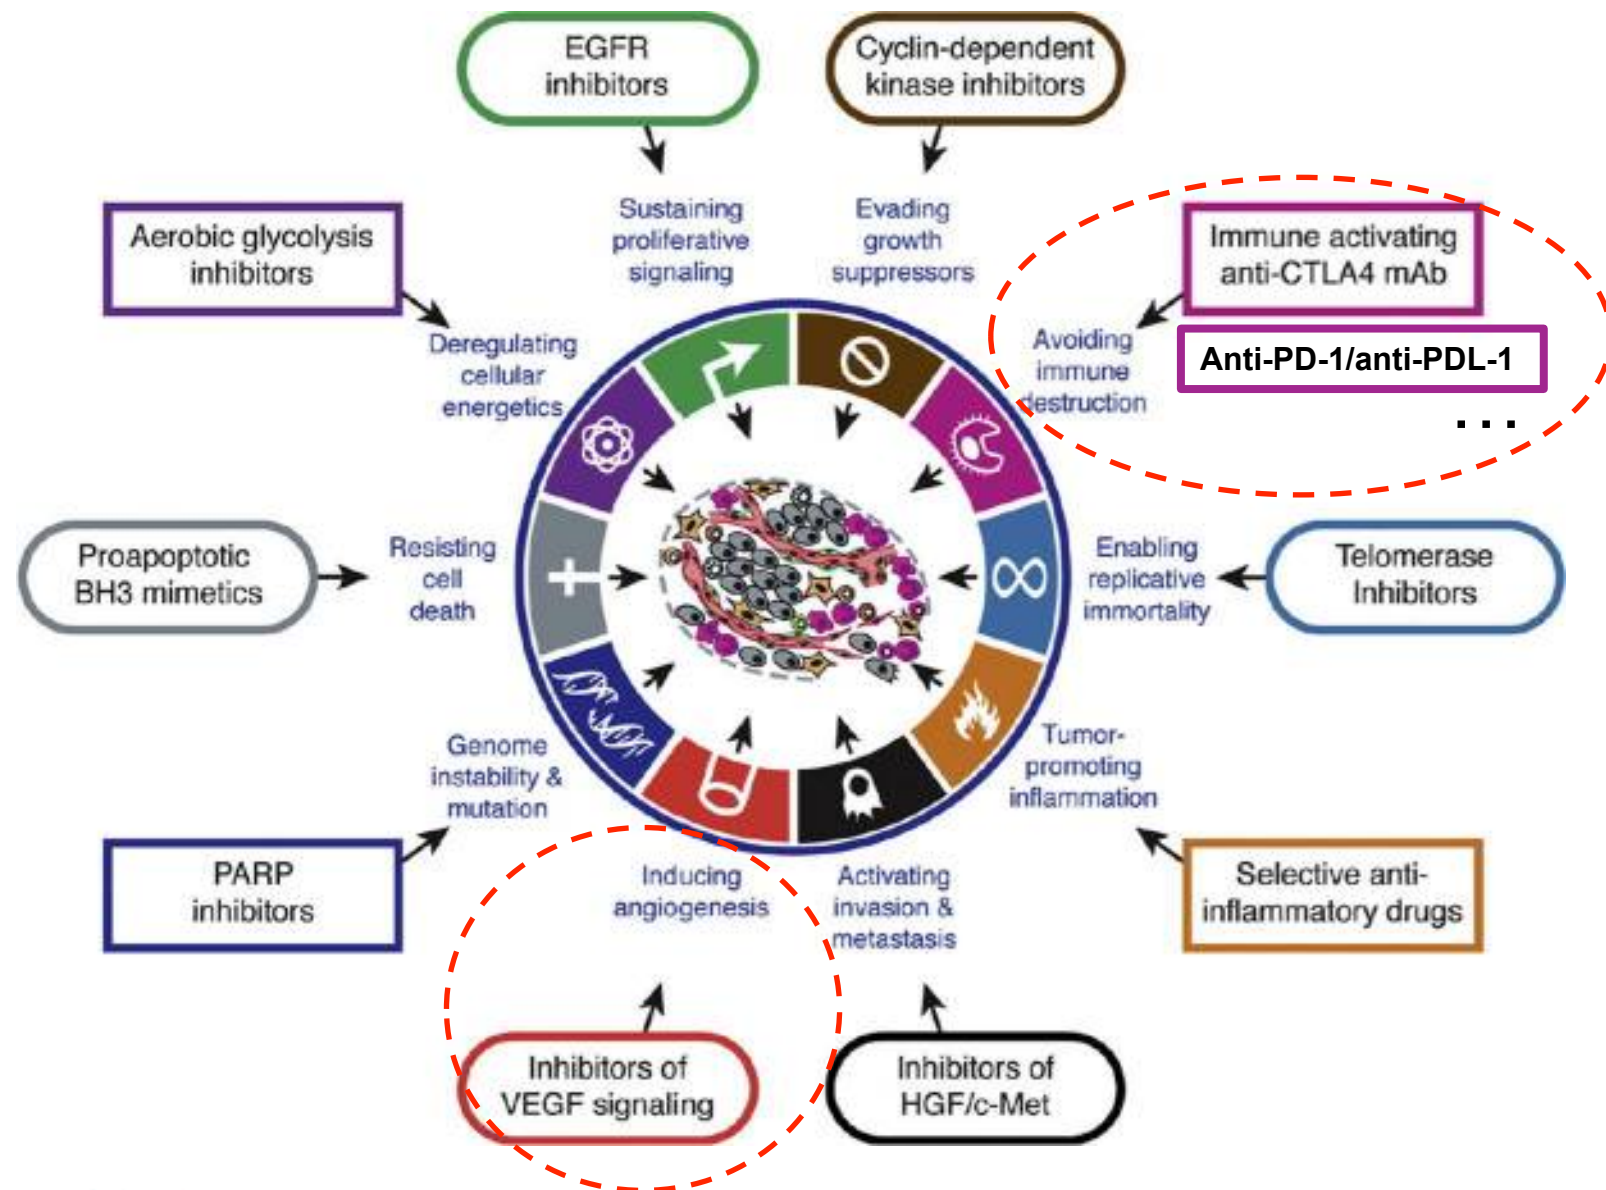 EGFR
inhibitors
Cyclin-dependent
kinase inhibitors
Sustaining
proliferative
signaling
Evading
growth
suppressors
Aerobic glycolysis
inhibitors
Immune activating
anti-CTLA4 mAb
Deregulating
cellular
energetics
Avoiding
immune
destruction
Anti-PD-1/anti-PDL-1
...
Proapoptotic
BH3 mimetics
Resisting
cell
death
Enabling
replicative
immortality
Telomerase
Inhibitors
Genome
instability &
mutation
Tumor-
promoting
inflammation
PARP
inhibitors
Inducing
angiogenesis
Activating
invasion &
metastasis
Selective anti-
inflammatory drugs
Inhibitors of
VEGF signaling
Inhibitors of
HGF/c-Met